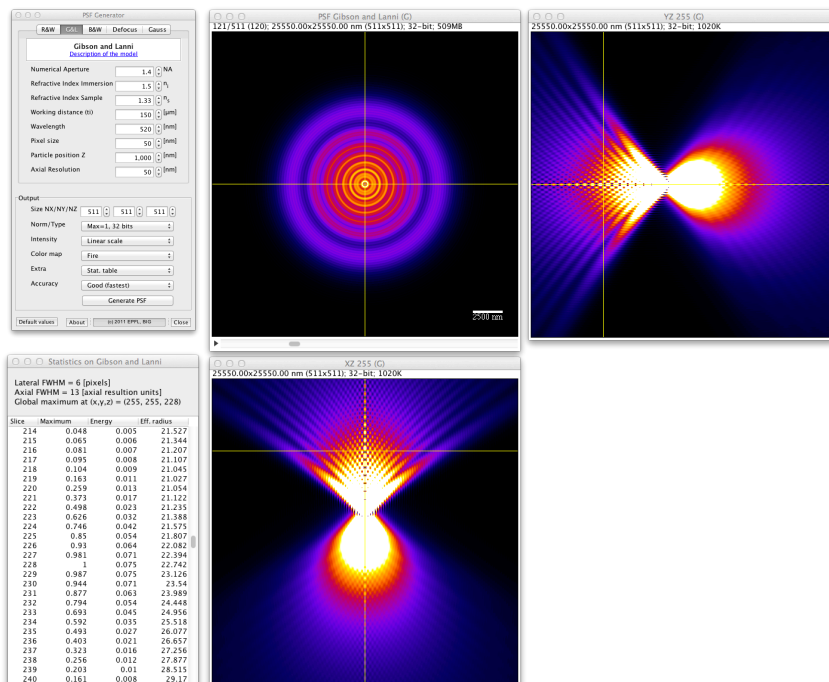 PSF Generator
R&W G&L B&W Defocus Gauss
Gibson and Lanni
Description of the model
Numerical Aperture 1.4 NA
Refractive Index Immersion 1.5 ni
Refractive Index Sample 1.33 ns
Working distance (ti) 150 [µm]
Wavelength 520 [nm]
Pixel size 50 [nm]
Particle position Z 1,000 [nm]
Axial Resolution 50 [nm]
Output
Size NX/NY/NZ 511 511 511
Norm/Type Max=1, 32 bits
Intensity Linear scale
Color map Fire
Extra Stat. table
Accuracy Good (fastest)
Generate PSF
Default values About (c) 2011 EPFL, BIG Close
PSF Gibson and Lanni (G)
121/511 (120); 25550.00x25550.00 nm (511x511); 32-bit; 509MB
2500 nm
YZ 255 (G)
25550.00x25550.00 nm (511x511); 32-bit; 1020K
Statistics on Gibson and Lanni
Lateral FWHM = 6 [pixels]
Axial FWHM = 13 [axial resultion units]
Global maximum at (x,y,z) = (255, 255, 228)
Slice Maximum Energy Eff. radius
214 0.048 0.005 21.527
215 0.065 0.006 21.344
216 0.081 0.007 21.207
217 0.095 0.008 21.107
218 0.104 0.009 21.045
219 0.163 0.011 21.027
220 0.259 0.013 21.054
221 0.373 0.017 21.122
222 0.498 0.023 21.235
223 0.626 0.032 21.388
224 0.746 0.042 21.575
225 0.85 0.054 21.807
226 0.93 0.064 22.082
227 0.981 0.071 22.394
228 1 0.075 22.742
229 0.987 0.075 23.126
230 0.944 0.071 23.54
231 0.877 0.063 23.989
232 0.794 0.054 24.448
233 0.693 0.045 24.956
234 0.592 0.035 25.518
235 0.493 0.027 26.077
236 0.403 0.021 26.657
237 0.323 0.016 27.256
238 0.256 0.012 27.877
239 0.203 0.01 28.515
240 0.161 0.008 29.17
XZ 255 (G)
25550.00x25550.00 nm (511x511); 32-bit; 1020K